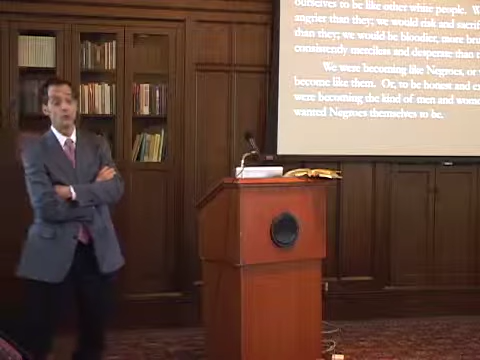 ourselves to be like other white people. W
angrier than they; we would risk and sacrif
than they; we would be bloodier, more bru
consistently merciless and desperate than t
We were becoming like Negroes, or
become like them. Or, to be honest and ex
were becoming the kind of men and wome
wanted Negroes themselves to be.